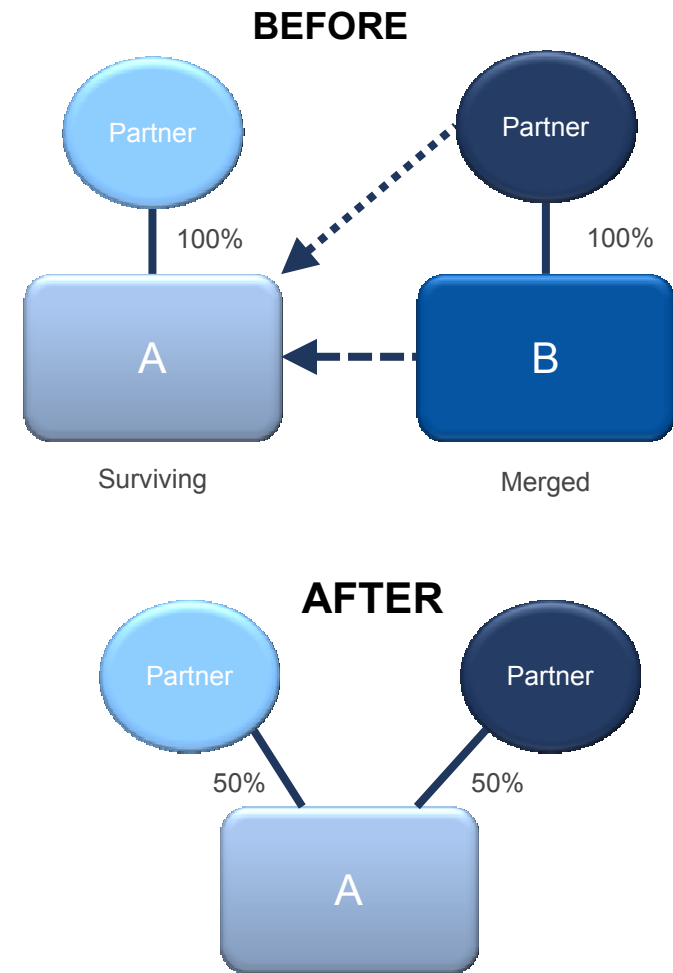 BEFORE
Partner
Partner
100%
100%
A
B
Surviving
Merged
AFTER
Partner
Partner
50%
50%
A